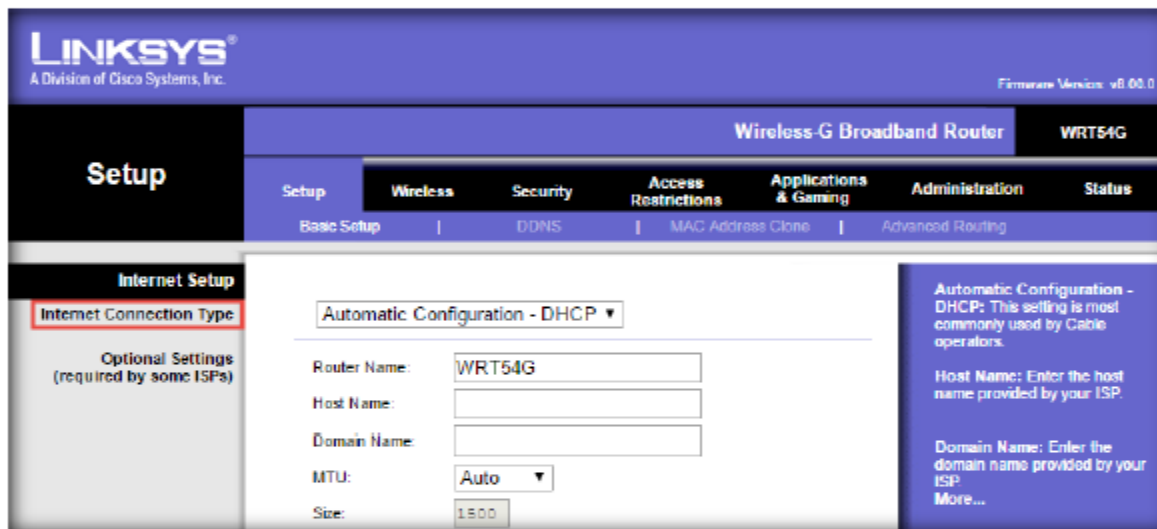 LINKSYS®
A Division of Cisco Systems, Inc.
Firmware Version: v8.00.0
Wireless-G Broadband Router WRT54G
Setup
Setup Wireless Security Access Restrictions Applications & Gaming Administration Status
Basic Setup | DDNS | MAC Address Clone | Advanced Routing
Internet Setup
Internet Connection Type
Automatic Configuration - DHCP
Optional Settings
(required by some ISPs)
Router Name: WRT54G
Host Name:
Domain Name:
MTU: Auto
Size: 1500
Automatic Configuration -
DHCP: This setting is most
commonly used by Cable
operators.
Host Name: Enter the host
name provided by your ISP.
Domain Name: Enter the
domain name provided by your
ISP.
More...